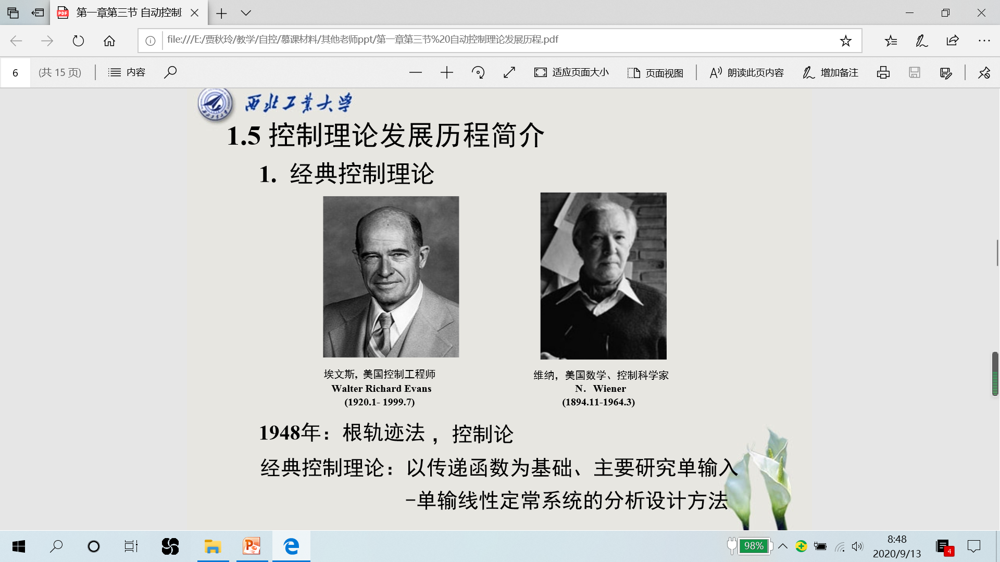 第一章第三节 自动控制
file:///E:/贾秋玲/教学/自控/慕课材料/其他老师ppt/第一章第三节%20自动控制理论发展历程.pdf
6 (共 15 页) 内容 适应页面大小 页面视图 朗读此页内容 增加备注
西北工业大学
1.5 控制理论发展历程简介
1. 经典控制理论
埃文斯, 美国控制工程师
Walter Richard Evans
(1920.1- 1999.7)
维纳，美国数学、控制科学家
N. Wiener
(1894.11-1964.3)
1948年：根轨迹法，控制论
经典控制理论：以传递函数为基础、主要研究单输入
-单输线性定常系统的分析设计方法
98%
8:48
2020/9/13
4